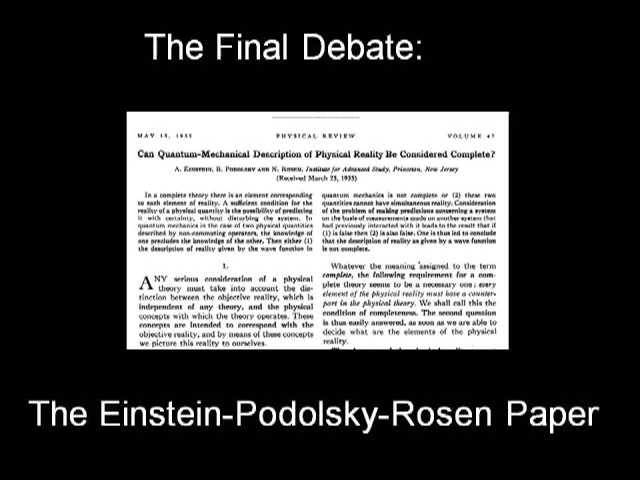 The Final Debate:
MAY 15, 1935 PHYSICAL REVIEW VOLUME 47
Can Quantum-Mechanical Description of Physical Reality Be Considered Complete?
A. EINSTEIN, B. PODOLSKY AND N. ROSEN, Institute for Advanced Study, Princeton, New Jersey
(Received March 25, 1935)
In a complete theory there is an element corresponding
to each element of reality. A sufficient condition for the
reality of a physical quantity is the possibility of predicting
it with certainty, without disturbing the system. In
quantum mechanics in the case of two physical quantities
described by non-commuting operators, the knowledge of
one precludes the knowledge of the other. Then either (1)
the description of reality given by the wave function in
quantum mechanics is not complete or (2) these two
quantities cannot have simultaneous reality. Consideration
of the problem of making predictions concerning a system
on the basis of measurements made on another system that
had previously interacted with it leads to the result that if
(1) is false then (2) is also false. One is thus led to conclude
that the description of reality as given by a wave function
is not complete.
1.
ANY serious consideration of a physical
theory must take into account the dis-
tinction between the objective reality, which is
independent of any theory, and the physical
concepts with which the theory operates. These
concepts are intended to correspond with the
objective reality, and by means of these concepts
we picture this reality to ourselves.
Whatever the meaning assigned to the term
complete, the following requirement for a com-
plete theory seems to be a necessary one: every
element of the physical reality must have a counter-
part in the physical theory. We shall call this the
condition of completeness. The second question
is thus easily answered, as soon as we are able to
decide what are the elements of the physical
reality.
The Einstein-Podolsky-Rosen Paper